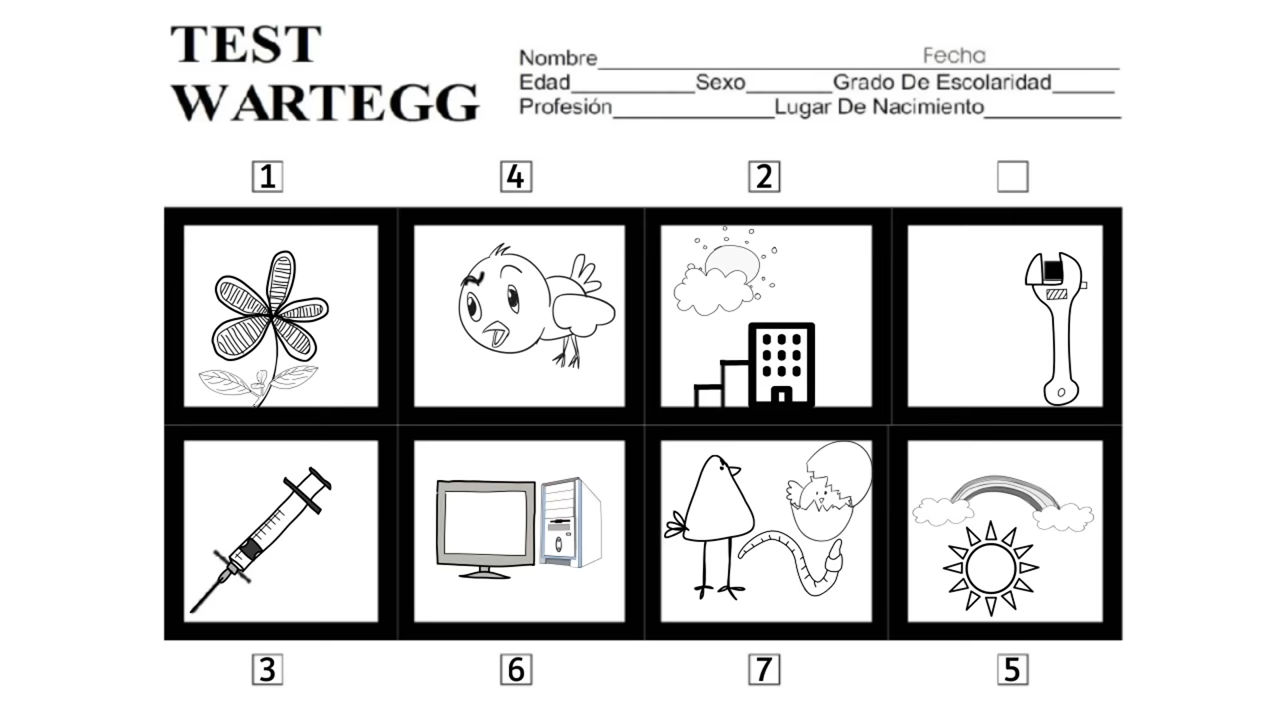 TEST
WARTEGG
Nombre Fecha
Edad Sexo Grado De Escolaridad
Profesión Lugar De Nacimiento
1 4 2
3 6 7 5